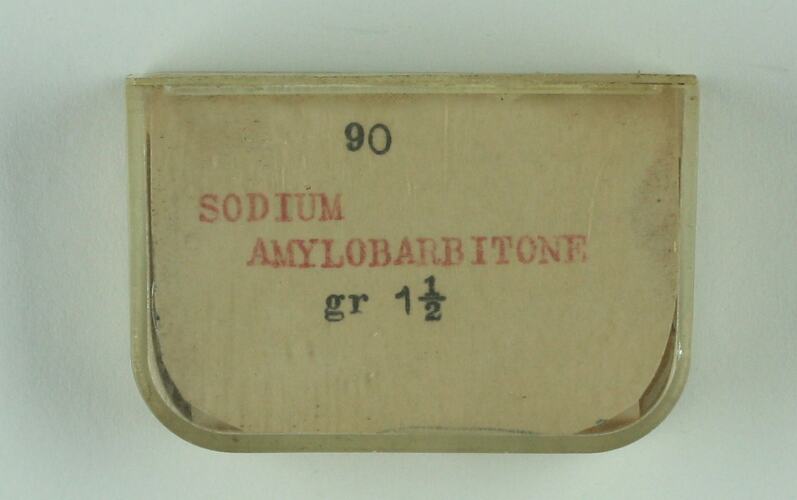 90
SODIUM
AMYLOBARBITONE
gr 1½